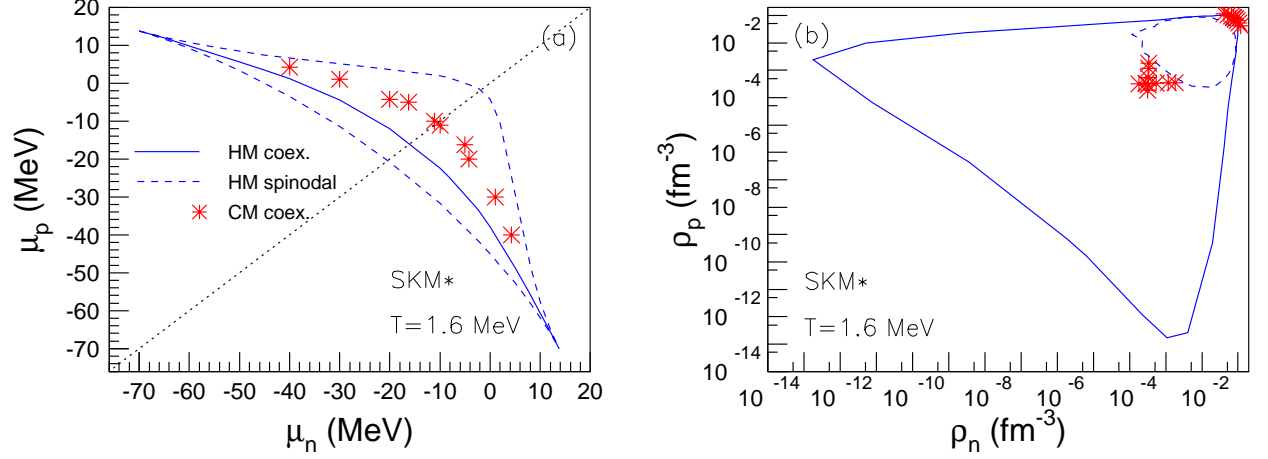 20
10
0
-10
-20
-30
-40
-50
-60
-70
μp (MeV)
(a)
HM coex.
HM spinodal
CM coex.
SKM*
T=1.6 MeV
-70 -60 -50 -40 -30 -20 -10 0 10 20
μn (MeV)
10^-2
10^-4
10^-6
10^-8
10^-10
10^-12
10^-14
10
ρp (fm^-3)
(b)
SKM*
T=1.6 MeV
10^-14 10^-12 10^-10 10^-8 10^-6 10^-4 10^-2 10
ρn (fm^-3)